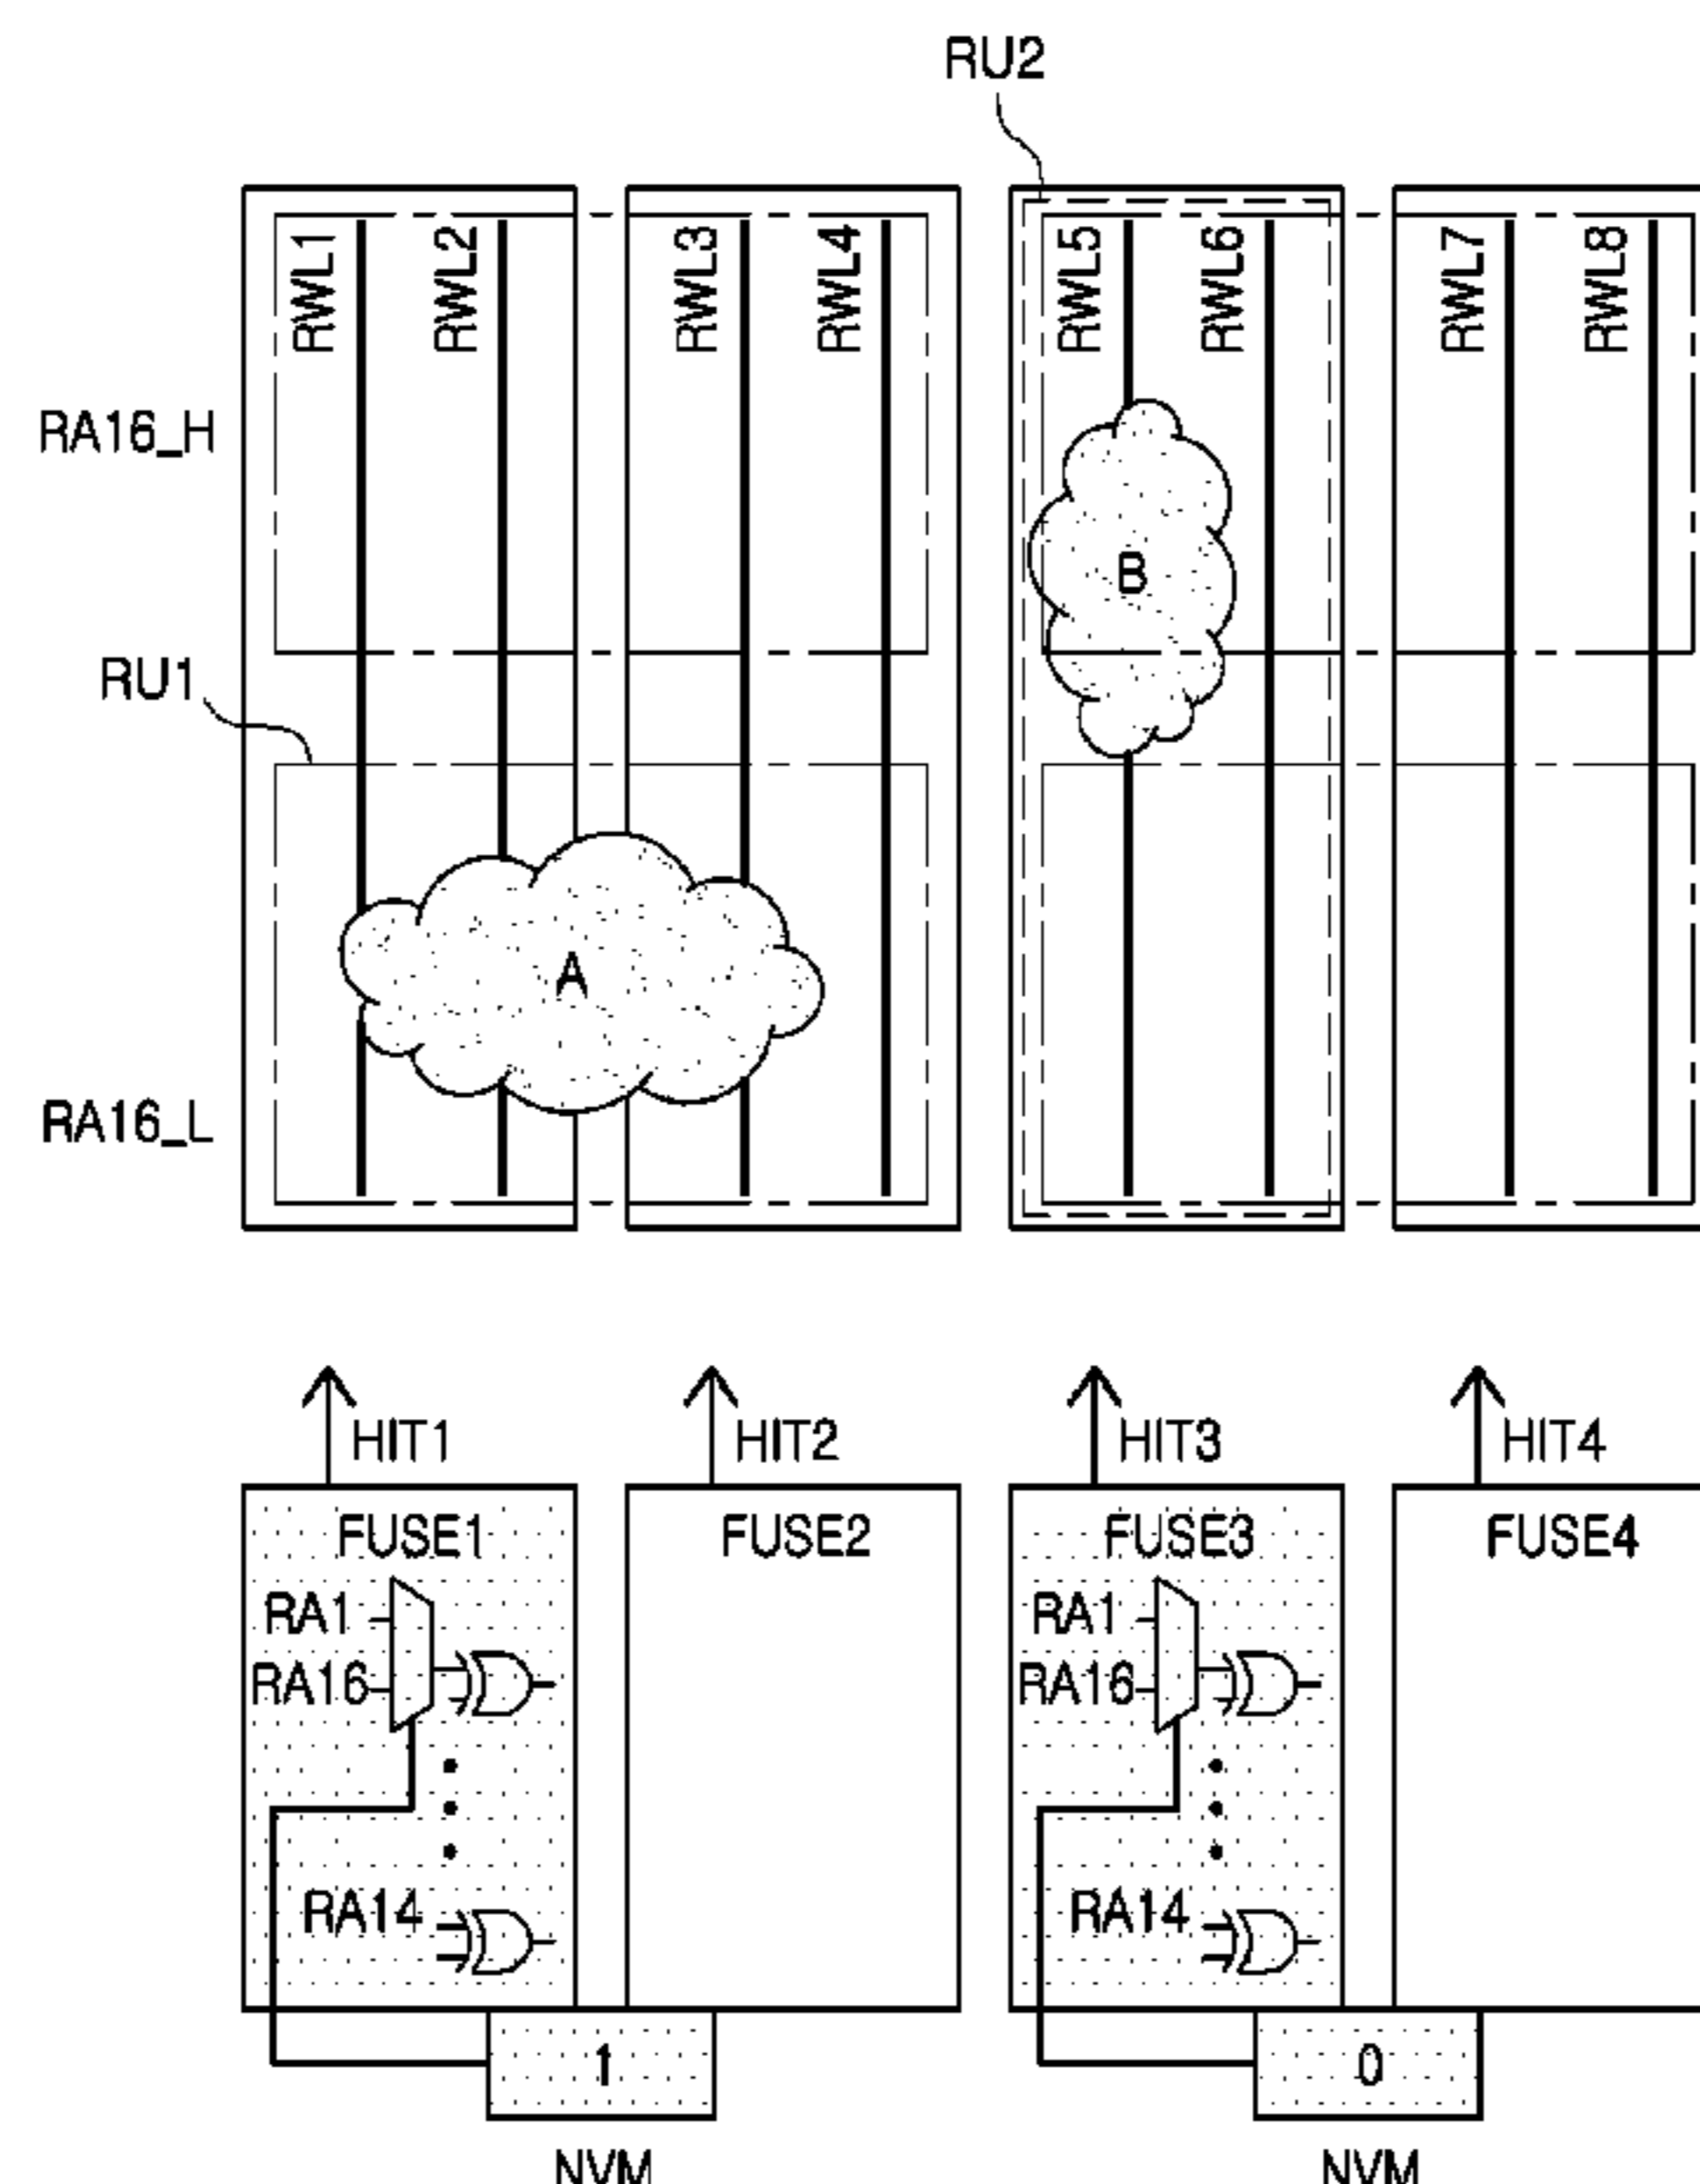 RU2
RWL1
RWL2
RWL3
RWL4
RWL5
RWL6
RWL7
RWL8
RA16_H
B
RU1
A
RA16_L
HIT1
HIT2
HIT3
HIT4
FUSE1
FUSE2
FUSE3
FUSE4
RA1
RA1
RA16
RA16
RA14
RA14
1
0
NVM
NVM